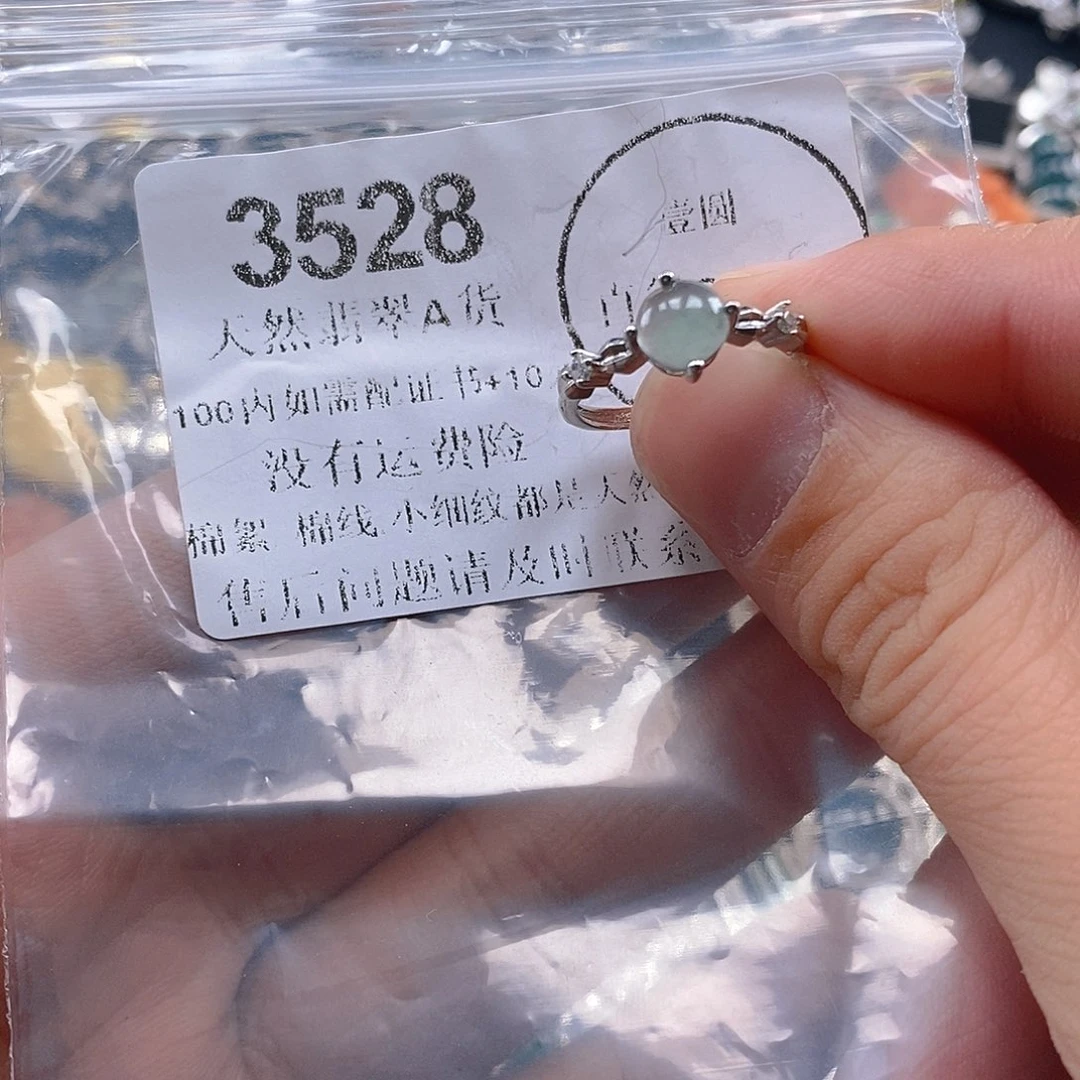 3528
天然翡翠A货
100内如需配证书+10
没有运费险
棉絮 棉线 小细纹都是天然
售后问题请及时联系
壹圆